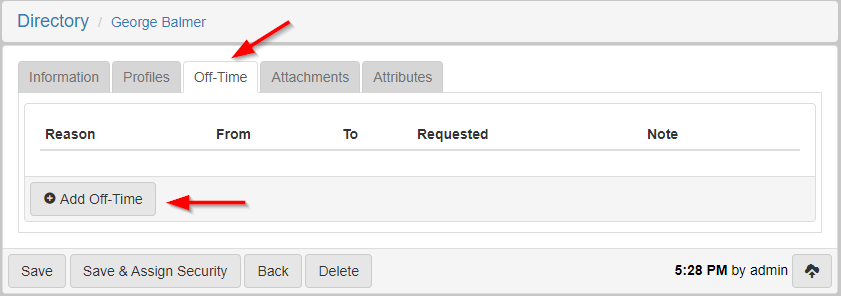 Directory / George Balmer
Information Profiles Off-Time Attachments Attributes
Reason From To Requested Note
Add Off-Time
Save Save & Assign Security Back Delete 5:28 PM by admin